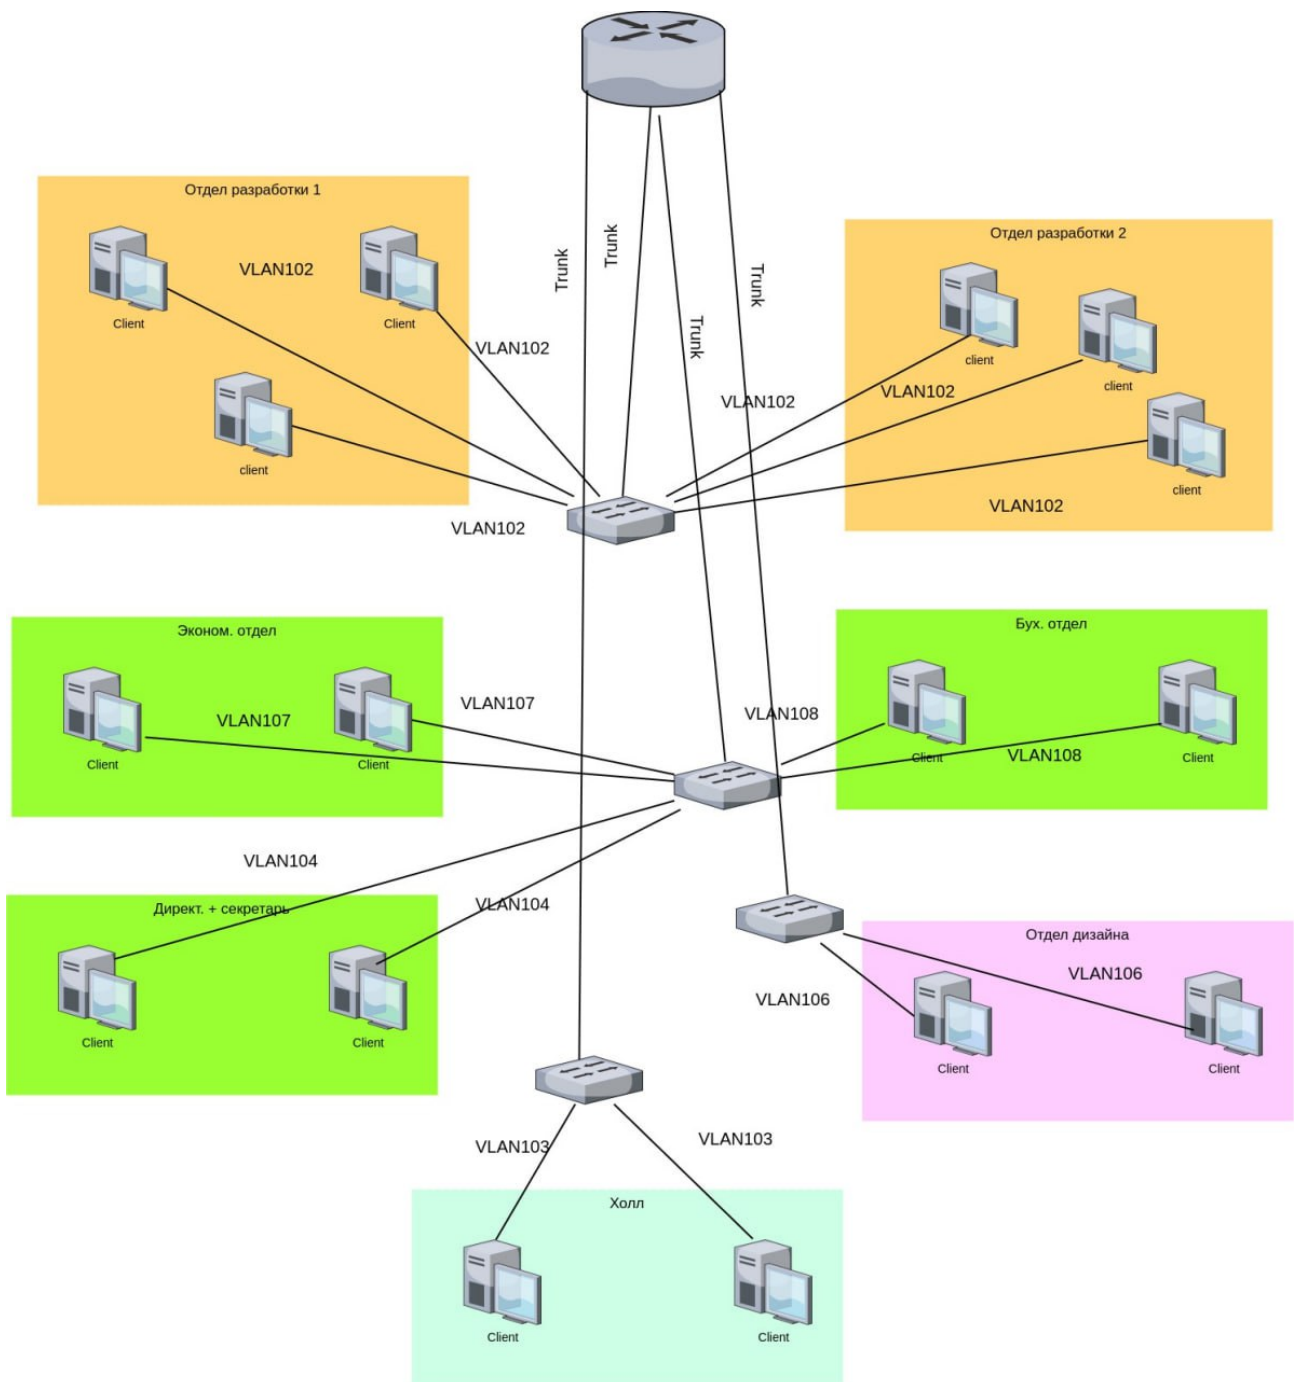 Trunk
Trunk
Trunk
Trunk
Отдел разработки 1
VLAN102
Client
Client
client
VLAN102
VLAN102
Отдел разработки 2
client
client
client
VLAN102
VLAN102
VLAN102
Эконом. отдел
VLAN107
VLAN107
Client
Client
Бух. отдел
VLAN108
VLAN108
Client
Client
VLAN104
VLAN104
Директ. + секретарь
Client
Client
Отдел дизайна
VLAN106
VLAN106
Client
Client
VLAN103
VLAN103
Холл
Client
Client